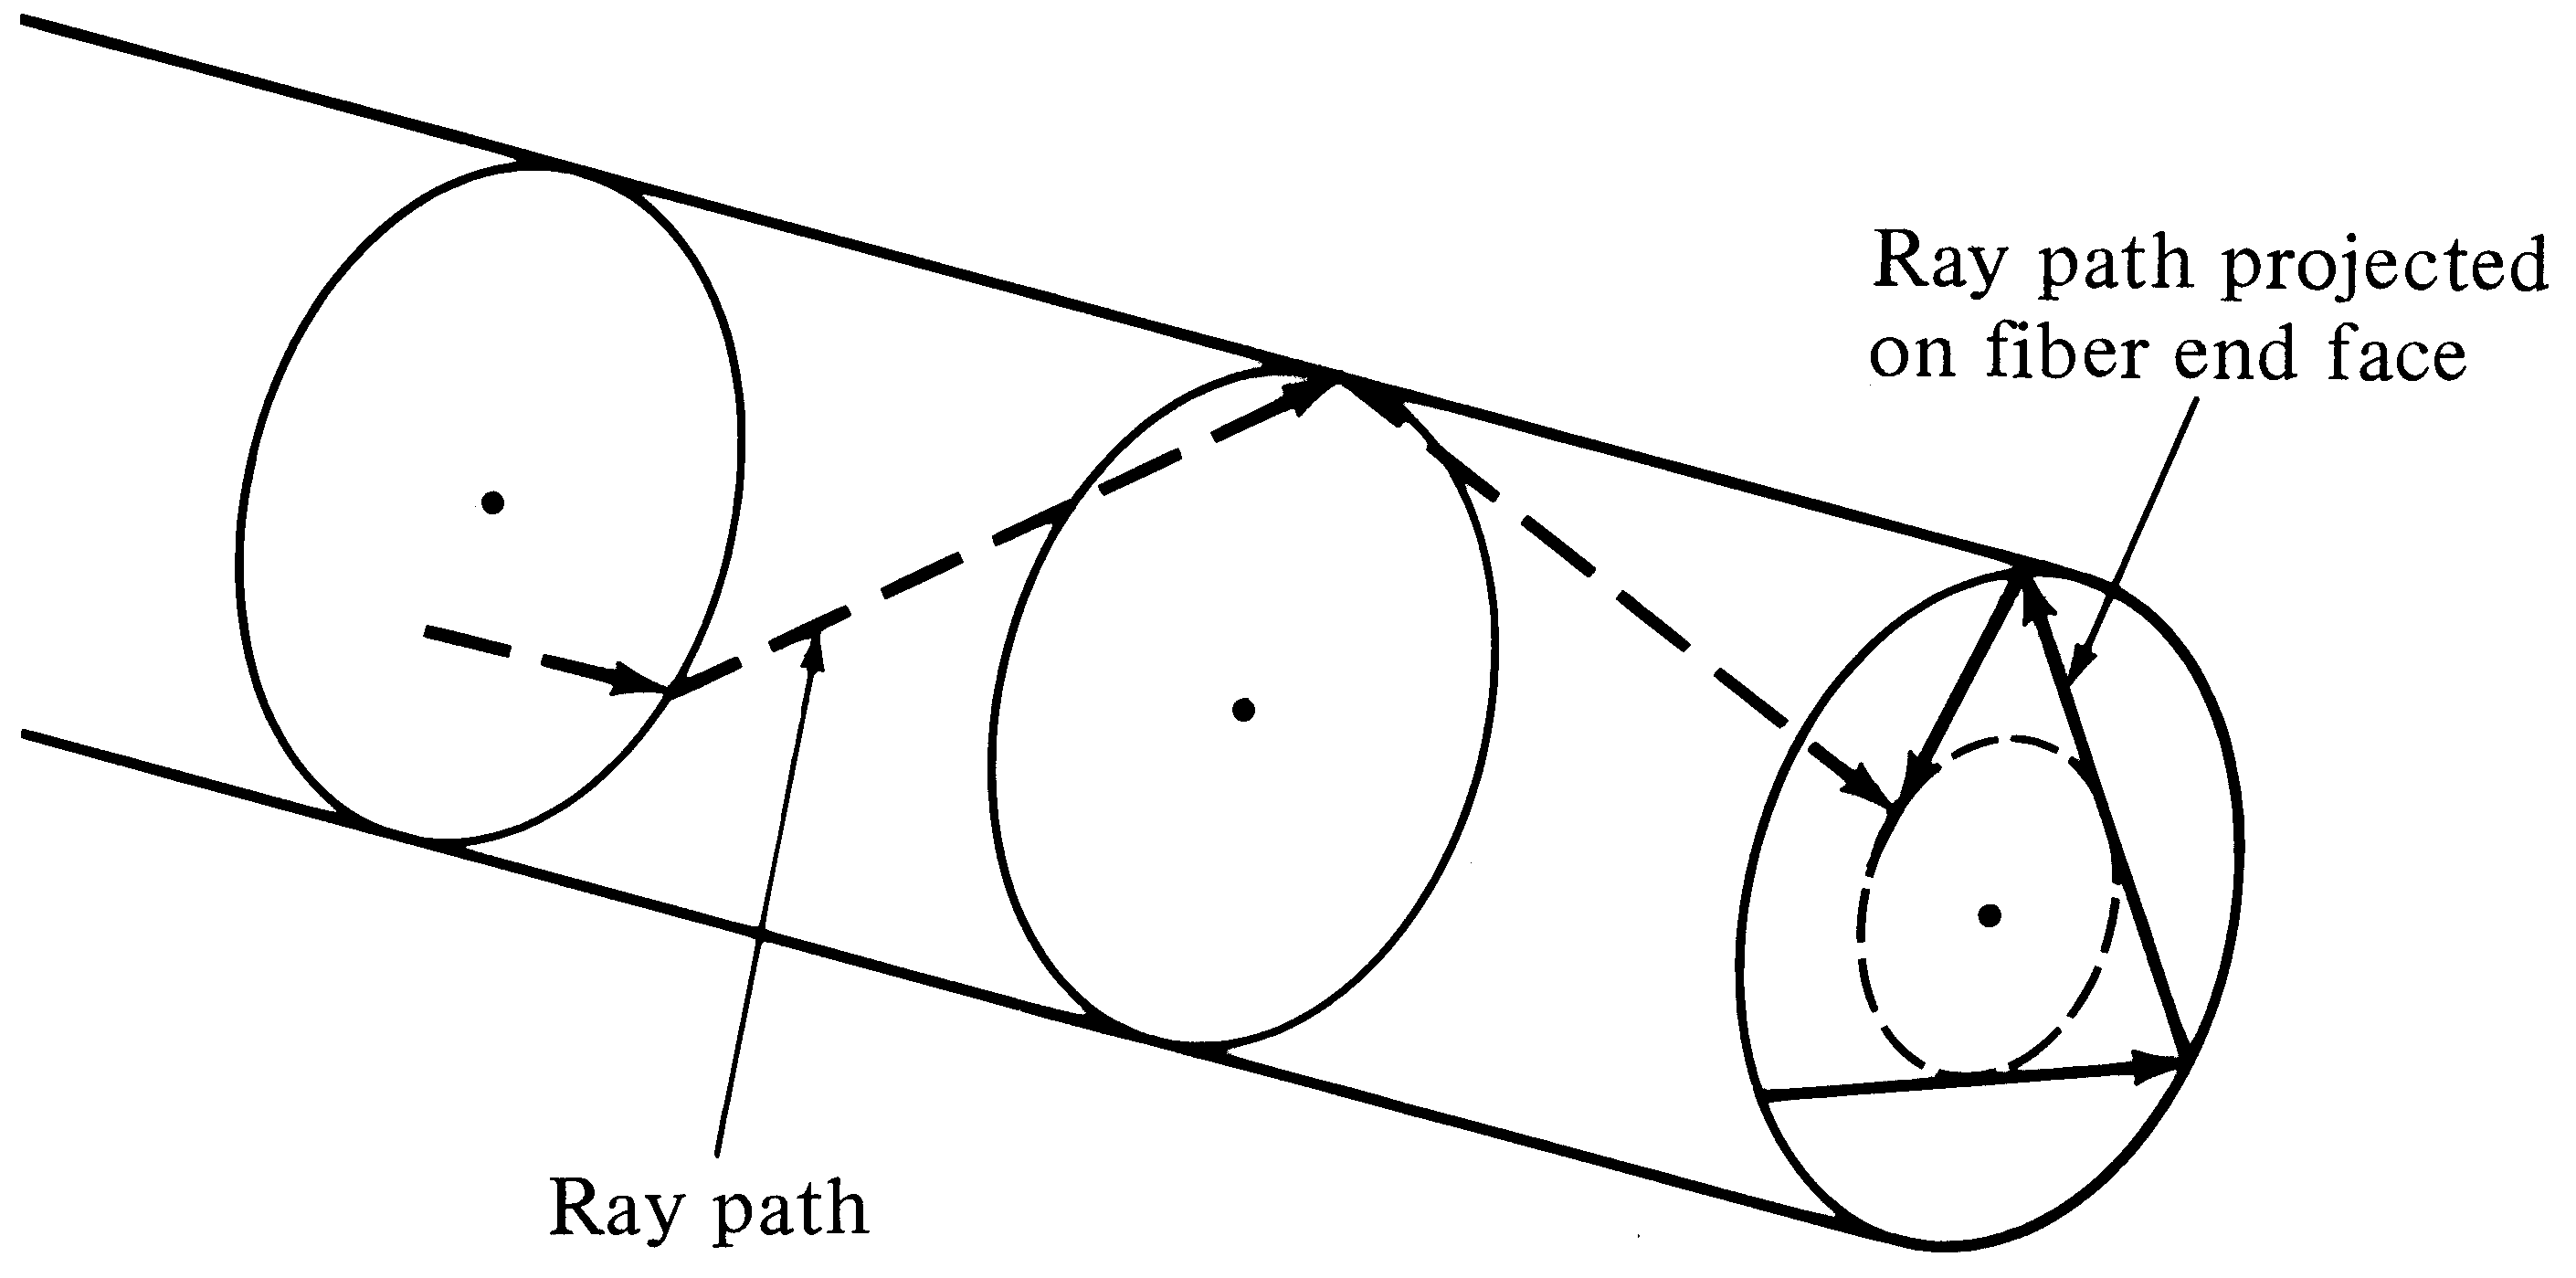 Ray path projected
on fiber end face
Ray path